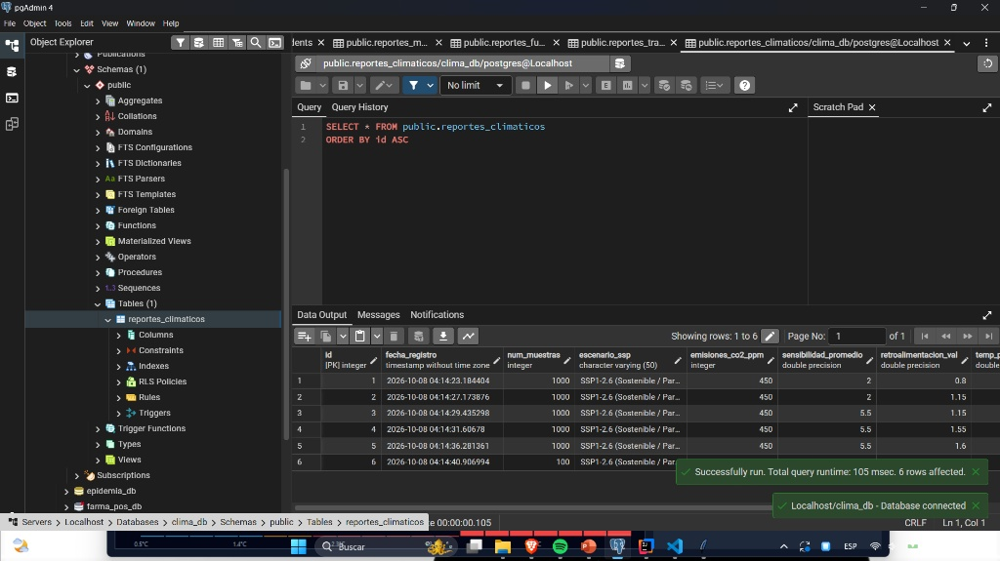 pgAdmin 4
File Object Tools Edit View Window Help
Object Explorer
Publications
Schemas (1)
public
Aggregates
Collations
Domains
FTS Configurations
FTS Dictionaries
Aa FTS Parsers
FTS Templates
Foreign Tables
Functions
Materialized Views
Operators
Procedures
1..3 Sequences
Tables (1)
reportes_climaticos
Columns
Constraints
Indexes
RLS Policies
Rules
Triggers
Trigger Functions
Types
Views
Subscriptions
epidemia_db
farma_pos_db
public.reportes_m... public.reportes_fu... public.reportes_tra... public.reportes_climaticos/clima_db/postgres@Localhost
public.reportes_climaticos/clima_db/postgres@Localhost
No limit
Query Query History
Scratch Pad
1 SELECT * FROM public.reportes_climaticos
2 ORDER BY id ASC
Data Output Messages Notifications
Showing rows: 1 to 6 Page No: 1 of 1
id fecha_registro num_muestras escenario_ssp emisiones_co2_ppm sensibilidad_promedio retroalimentacion_val temp_p
[PK] integer timestamp without time zone integer character varying (50) integer double precision double precision double
1 1 2026-10-08 04:14:23.184404 1000 SSP1-2.6 (Sostenible / Par... 450 2 0.8
2 2 2026-10-08 04:14:27.173876 1000 SSP1-2.6 (Sostenible / Par... 450 2 1.15
3 3 2026-10-08 04:14:29.435298 1000 SSP1-2.6 (Sostenible / Par... 450 5.5 1.15
4 4 2026-10-08 04:14:31.60678 1000 SSP1-2.6 (Sostenible / Par... 450 5.5 1.55
5 5 2026-10-08 04:14:36.281361 1000 SSP1-2.6 (Sostenible / Par... 450 5.5 1.6
6 6 2026-10-08 04:14:40.906994 100 SSP1-2.6 (Sostenible / Par
Successfully run. Total query runtime: 105 msec. 6 rows affected.
Localhost/clima_db - Database connected
Servers > Localhost > Databases > clima_db > Schemas > public > Tables > reportes_climaticos
00:00:00.105
CRLF Ln 1, Col 1
0.5°C 1.4°C
Buscar
ESP